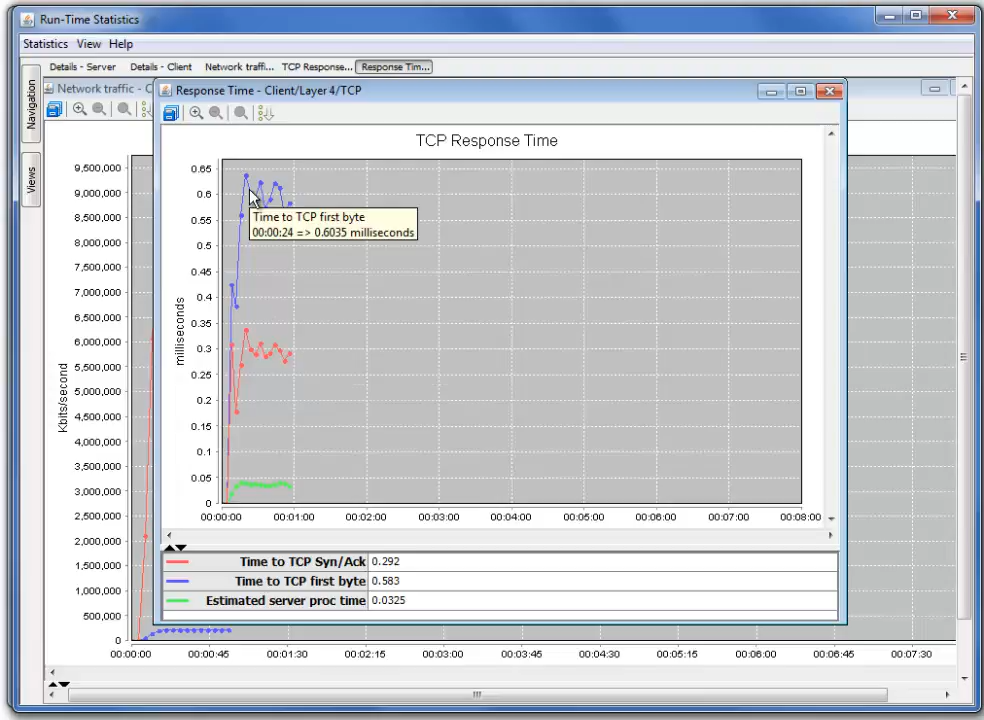 Run-Time Statistics
Statistics View Help
Details - Server Details - Client Network traffi... TCP Response... Response Tim...
Navigation
Views
Network traffic - C
Response Time - Client/Layer 4/TCP
TCP Response Time
0.65
0.6
0.55
0.5
0.45
0.4
0.35
0.3
0.25
0.2
0.15
0.1
0.05
0
milliseconds
Time to TCP first byte
00:00:24 => 0.6035 milliseconds
00:00:00 00:01:00 00:02:00 00:03:00 00:04:00 00:05:00 00:06:00 00:07:00 00:08:00
Time to TCP Syn/Ack 0.292
Time to TCP first byte 0.583
Estimated server proc time 0.0325
9,500,000
9,000,000
8,500,000
8,000,000
7,500,000
7,000,000
6,500,000
6,000,000
5,500,000
5,000,000
4,500,000
4,000,000
3,500,000
3,000,000
2,500,000
2,000,000
1,500,000
1,000,000
500,000
0
Kbits/second
00:00:00 00:00:45 00:01:30 00:02:15 00:03:00 00:03:45 00:04:30 00:05:15 00:06:00 00:06:45 00:07:30